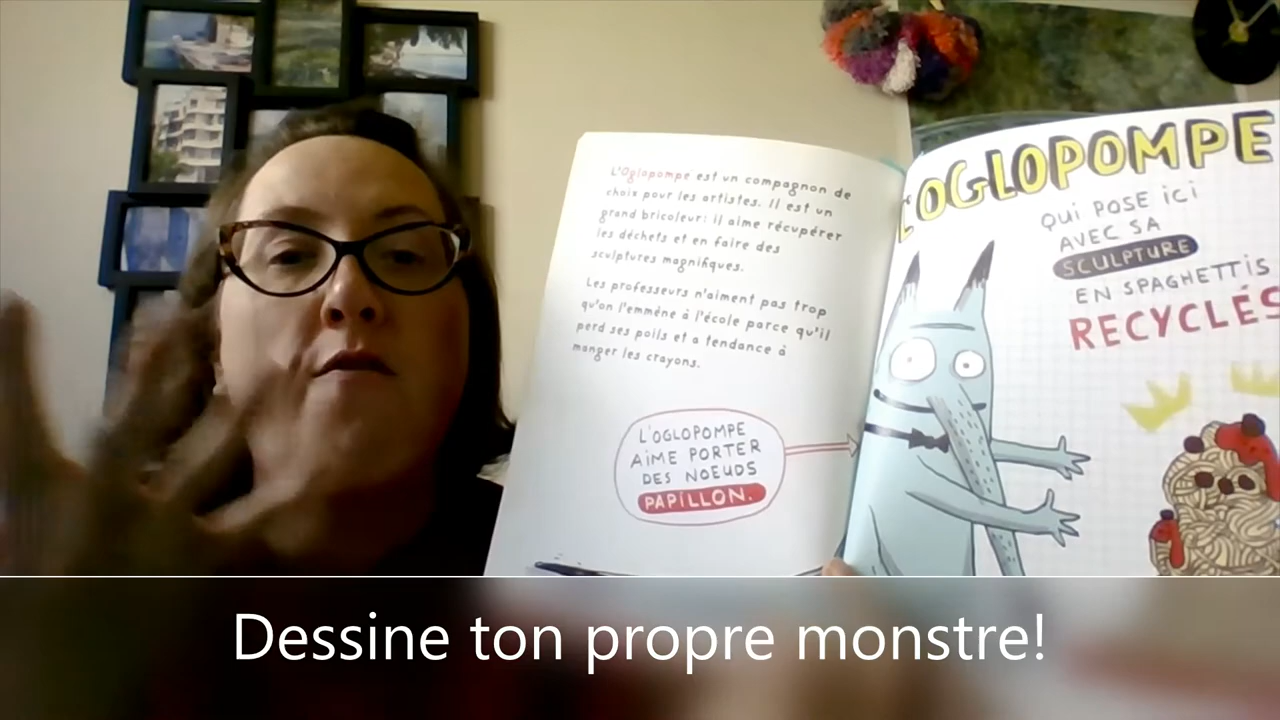 L'Oglopompe est un compagnon de
choix pour les artistes. Il est un
grand bricoleur: il aime récupérer
les déchets et en faire des
sculptures magnifiques.
Les professeurs n'aiment pas trop
qu'on l'emmène à l'école parce qu'il
perd ses poils et a tendance à
manger les crayons.
L'OGLOPOMPE
AIME PORTER
DES NOEUDS
PAPILLON.
L'OGLOPOMPE
QUI POSE ICI
AVEC SA
SCULPTURE
EN SPAGHETTIS
RECYCLÉS
Dessine ton propre monstre!